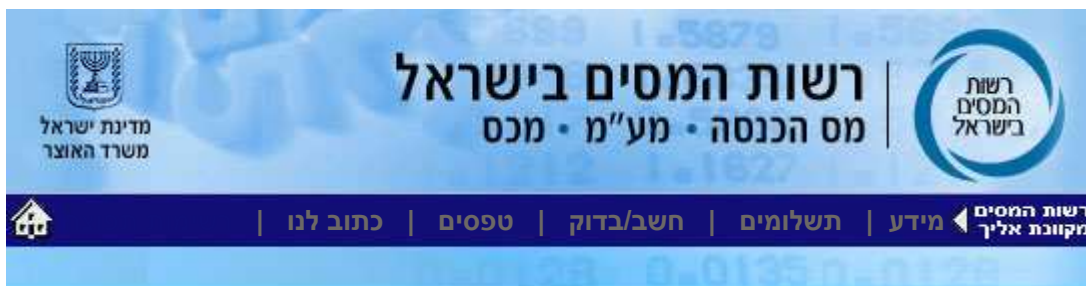 רשות
המסים
בישראל
רשות המסים בישראל
מס הכנסה • מע"מ • מכס
מדינת ישראל
משרד האוצר
רשות המסים
מקוונת אליך
מידע | תשלומים | חשב/בדוק | טפסים | כתוב לנו |